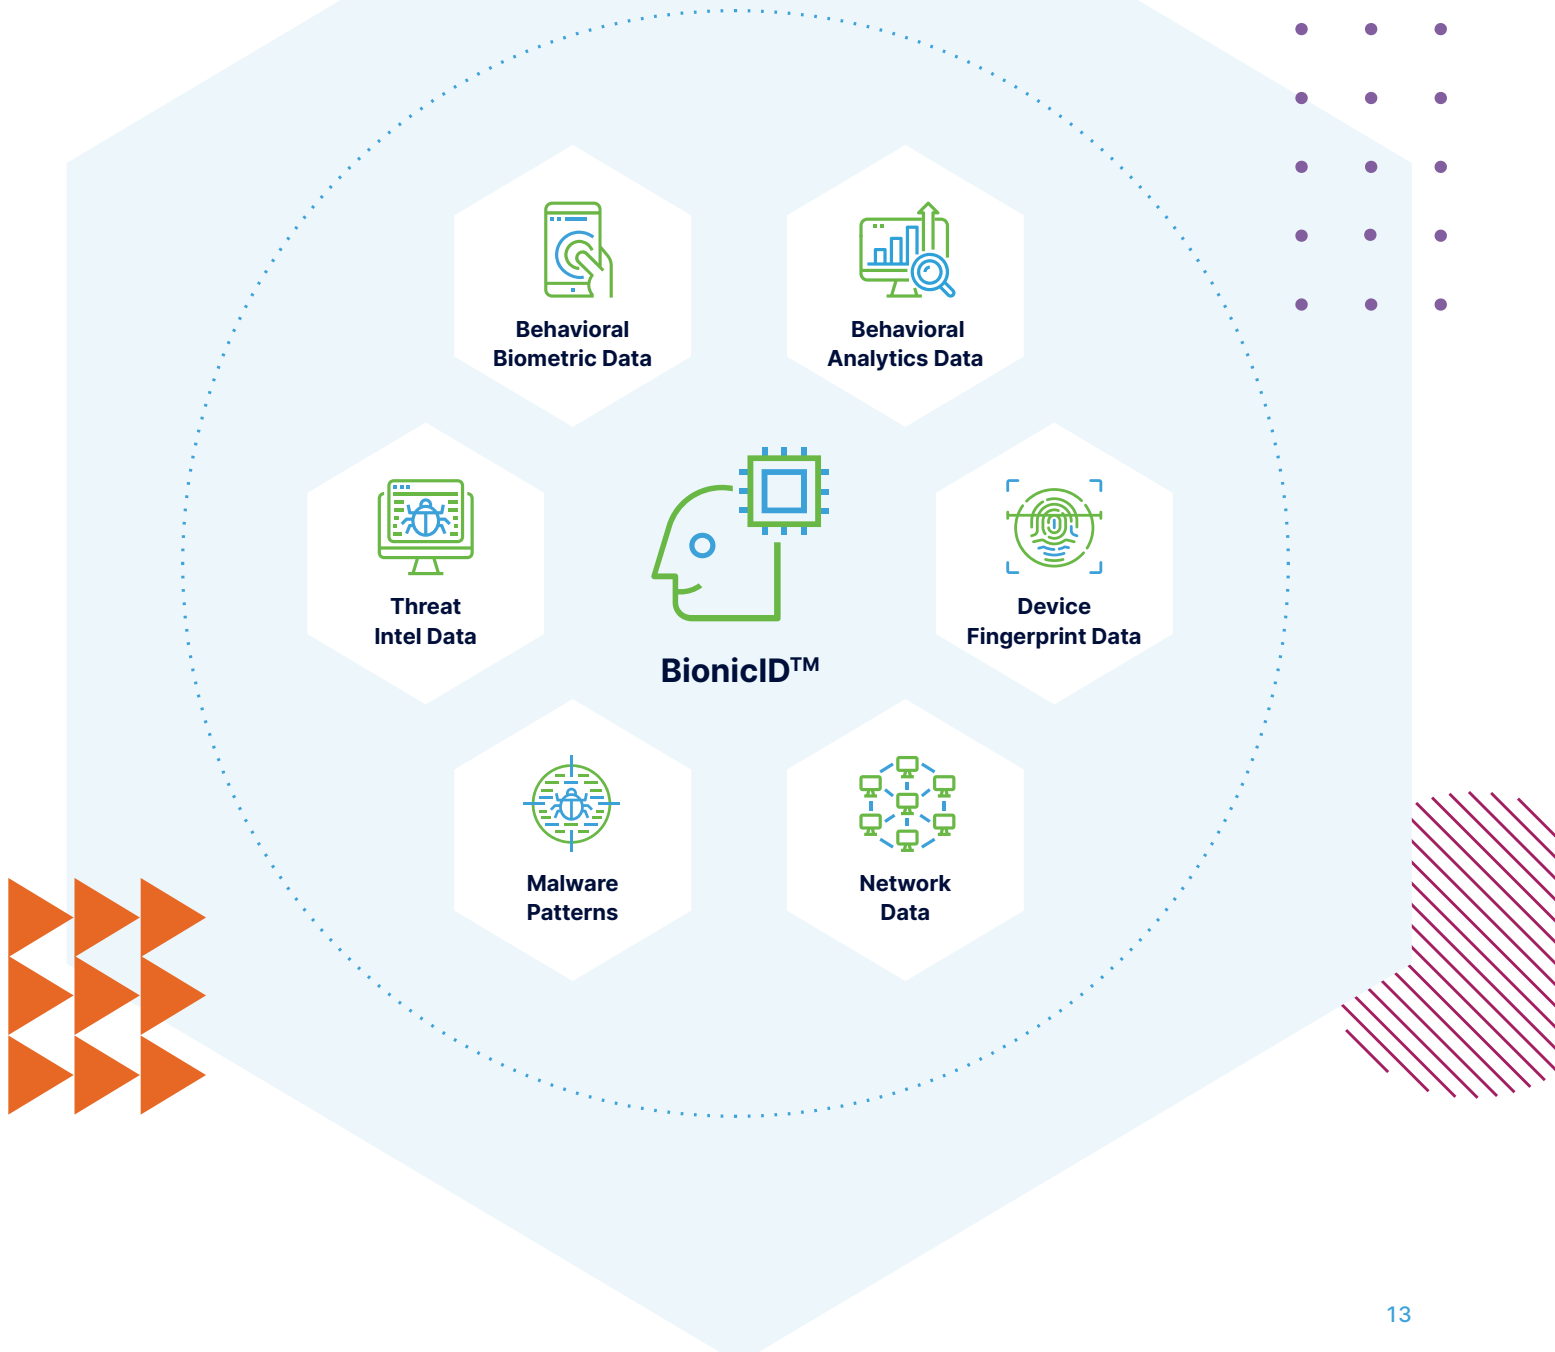 Behavioral
Biometric Data
Behavioral
Analytics Data
Threat
Intel Data
BionicID™
Device
Fingerprint Data
Malware
Patterns
Network
Data
13